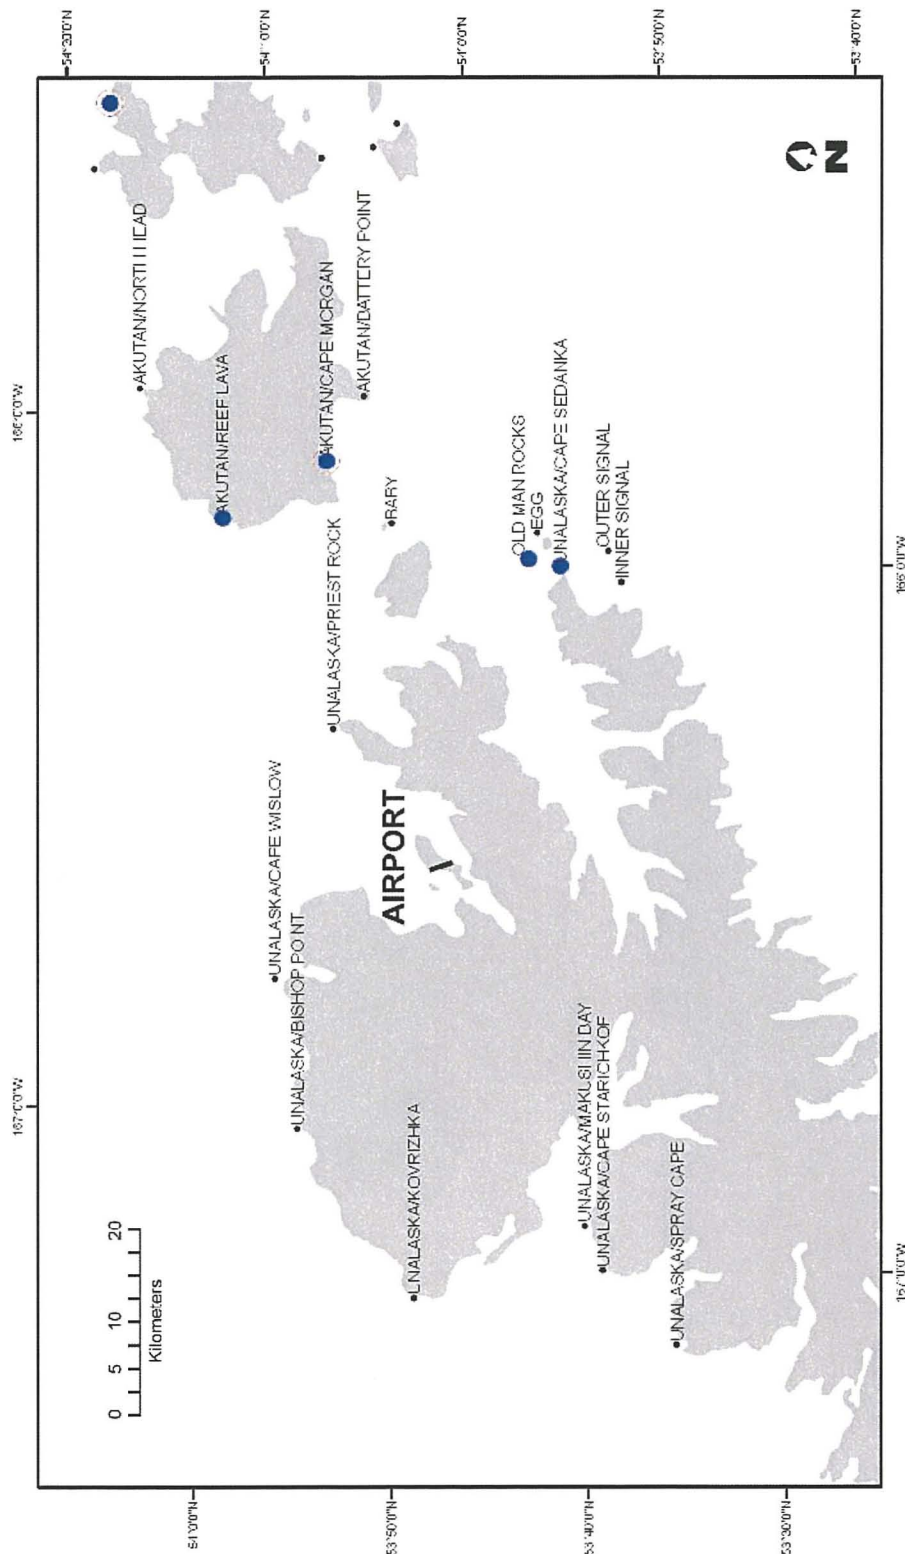 167°0'0"W
166°0'0"W
54°20'0"N
54°10'0"N
54°0'0"N
53°50'0"N
53°40'0"N
0 5 10 20
Kilometers
AKUTAN/NORTH HEAD
AKUTAN/REEF LAVA
AKUTAN/CAPE MORGAN
AKUTAN/BATTERY POINT
UNALASKA/PRIEST ROCK
UNALASKA/CAPE WISLOW
UNALASKA/BISHOP POINT
AIRPORT
OLD MAN ROCKS
EGG
UNALASKA/CAPE SEDANKA
OUTER SIGNAL
INNER SIGNAL
UNALASKA/KOVRIZHKA
UNALASKA/MAKUSHIN BAY
UNALASKA/CAPE STARICHKOF
UNALASKA/SPRAY CAPE
N
54°0'0"N
53°50'0"N
53°40'0"N
53°30'0"N
167°0'0"W
166°0'0"W